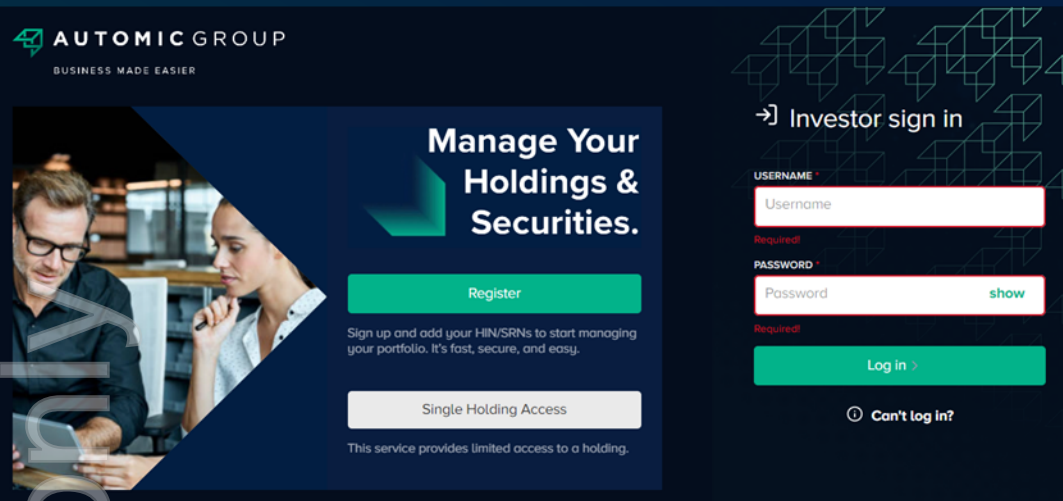 AUTOMIC GROUP
BUSINESS MADE EASIER
Manage Your
Holdings &
Securities.
Register
Sign up and add your HIN/SRNs to start managing
your portfolio. It's fast, secure, and easy.
Single Holding Access
This service provides limited access to a holding.
Investor sign in
USERNAME *
Username
Required!
PASSWORD *
Password
show
Required!
Log in >
Can't log in?
only